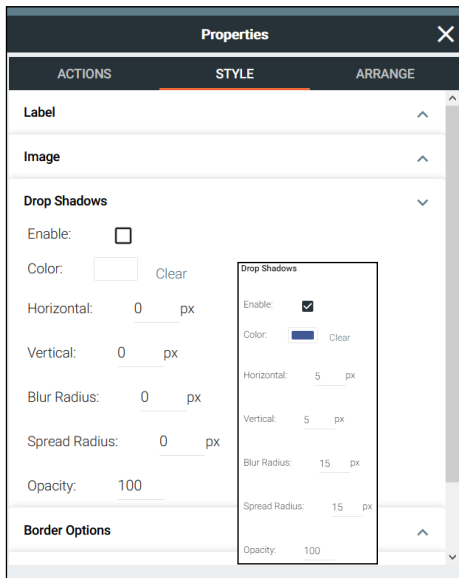 Properties
ACTIONS STYLE ARRANGE
Label
Image
Drop Shadows
Enable:
Color: Clear
Horizontal: 0 px
Vertical: 0 px
Blur Radius: 0 px
Spread Radius: 0 px
Opacity: 100
Border Options
Drop Shadows
Enable:
Color: Clear
Horizontal: 5 px
Vertical: 5 px
Blur Radius: 15 px
Spread Radius: 15 px
Opacity: 100